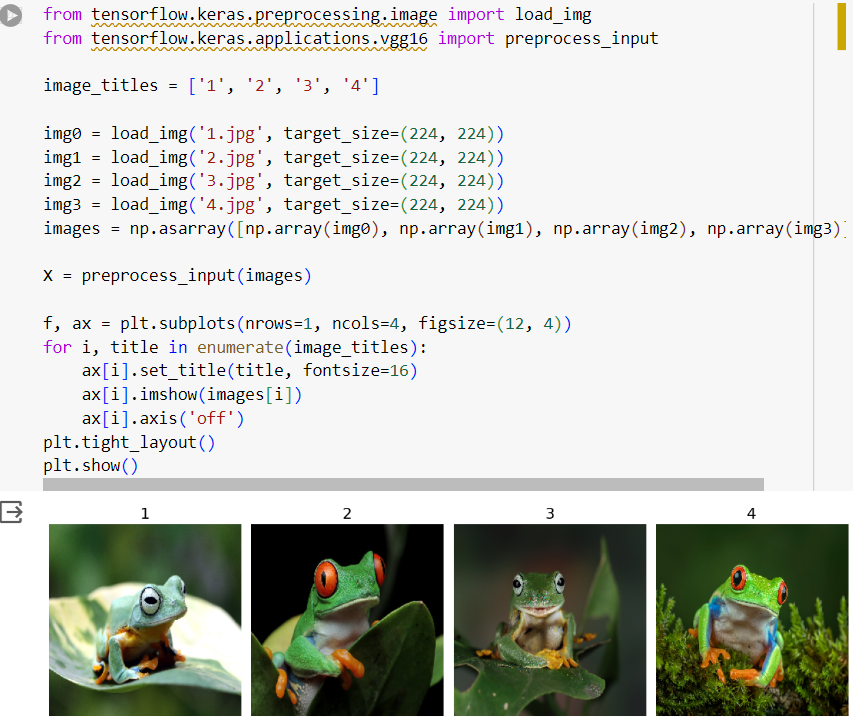 from tensorflow.keras.preprocessing.image import load_img
from tensorflow.keras.applications.vgg16 import preprocess_input
image_titles = ['1', '2', '3', '4']
img0 = load_img('1.jpg', target_size=(224, 224))
img1 = load_img('2.jpg', target_size=(224, 224))
img2 = load_img('3.jpg', target_size=(224, 224))
img3 = load_img('4.jpg', target_size=(224, 224))
images = np.asarray([np.array(img0), np.array(img1), np.array(img2), np.array(img3)]
X = preprocess_input(images)
f, ax = plt.subplots(nrows=1, ncols=4, figsize=(12, 4))
for i, title in enumerate(image_titles):
    ax[i].set_title(title, fontsize=16)
    ax[i].imshow(images[i])
    ax[i].axis('off')
plt.tight_layout()
plt.show()
1 2 3 4